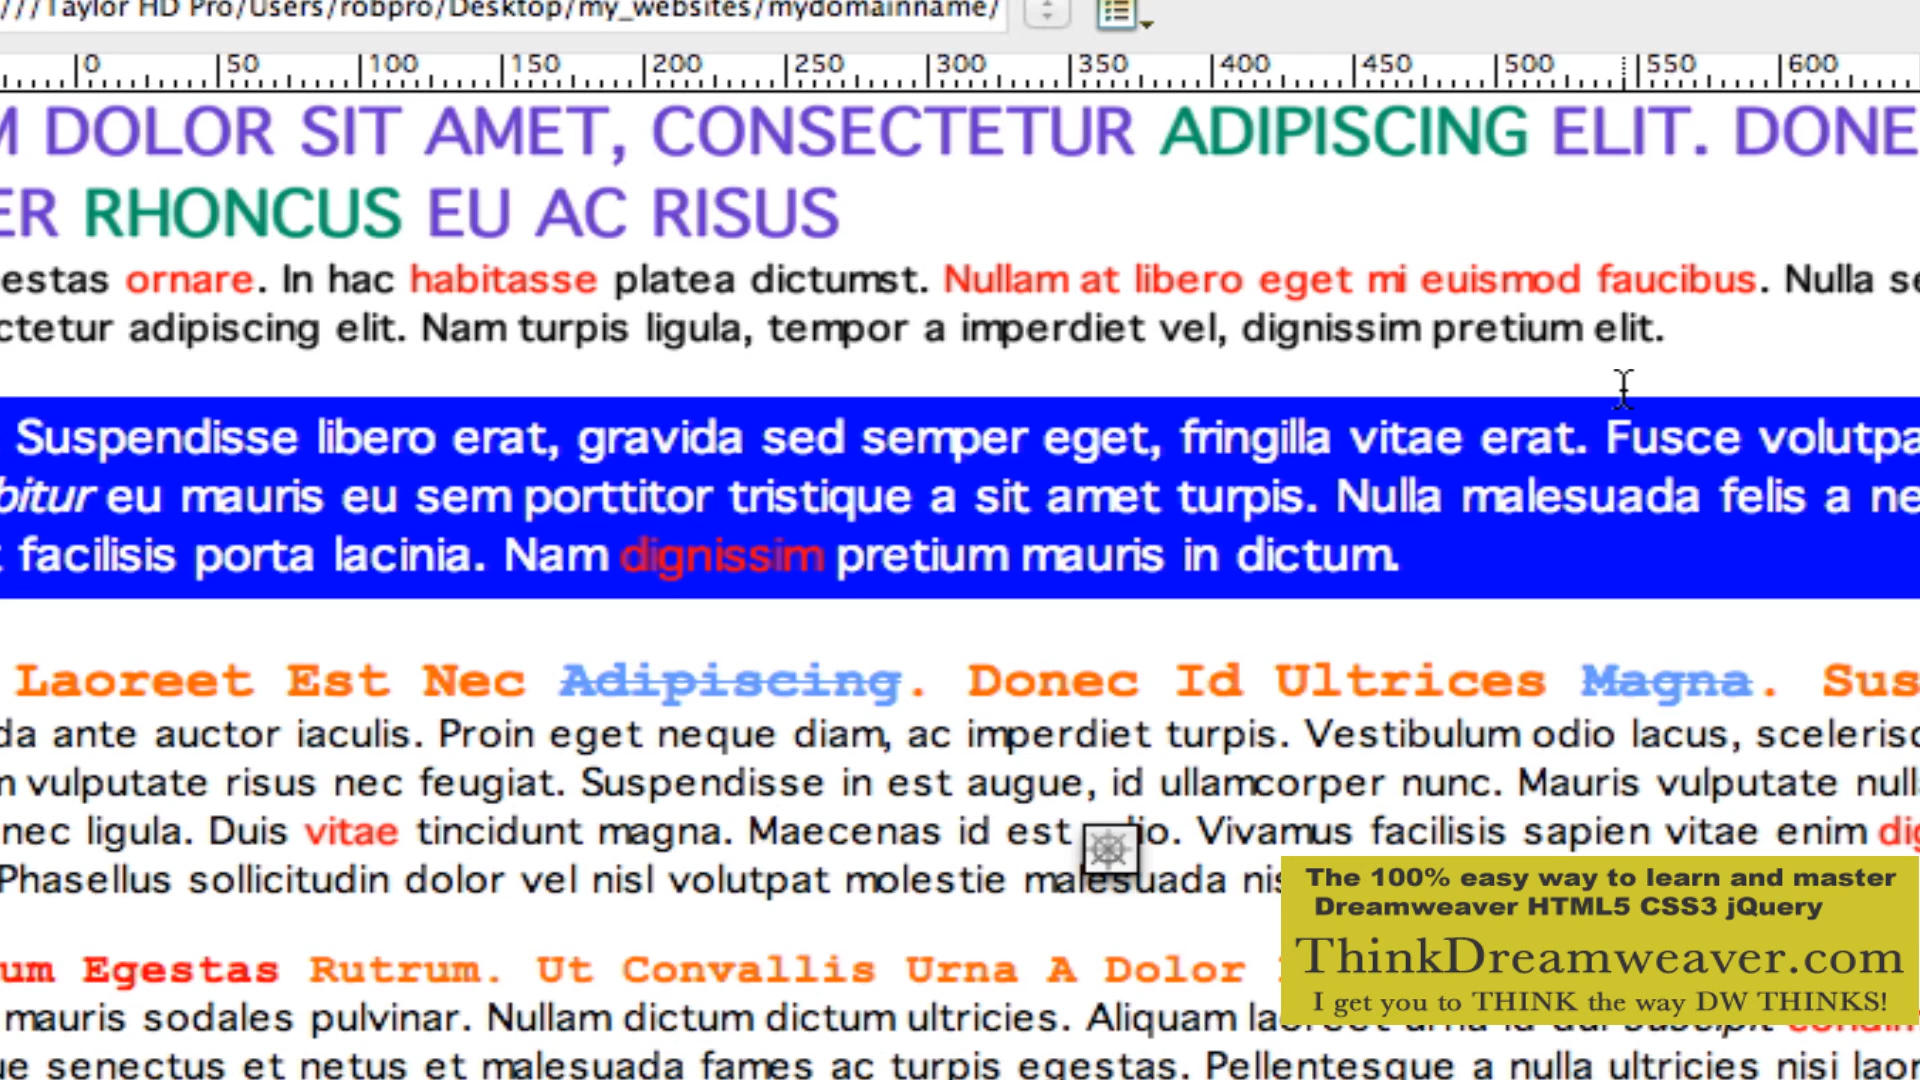 ///Taylor HD Pro/Users/robpro/Desktop/my_websites/mydomainname/
0 50 100 150 200 250 300 350 400 450 500 550 600
M DOLOR SIT AMET, CONSECTETUR ADIPISCING ELIT. DONE
ER RHONCUS EU AC RISUS
estas ornare. In hac habitasse platea dictumst. Nullam at libero eget mi euismod faucibus. Nulla se
ctetur adipiscing elit. Nam turpis ligula, tempor a imperdiet vel, dignissim pretium elit.
Suspendisse libero erat, gravida sed semper eget, fringilla vitae erat. Fusce volutpa
bitur eu mauris eu sem porttitor tristique a sit amet turpis. Nulla malesuada felis a ne
facilisis porta lacinia. Nam dignissim pretium mauris in dictum.
Laoreet Est Nec Adipiscing. Donec Id Ultrices Magna. Sus
da ante auctor iaculis. Proin eget neque diam, ac imperdiet turpis. Vestibulum odio lacus, scelerisq
m vulputate risus nec feugiat. Suspendisse in est augue, id ullamcorper nunc. Mauris vulputate null
nec ligula. Duis vitae tincidunt magna. Maecenas id est dio. Vivamus facilisis sapien vitae enim dig
Phasellus sollicitudin dolor vel nisl volutpat molestie malesuada nis
um Egestas Rutrum. Ut Convallis Urna A Dolor
mauris sodales pulvinar. Nullam dictum dictum ultricies. Aliquam
ue senectus et netus et malesuada fames ac turpis egestas. Pellentesque a nulla ultricies nisi laor
The 100% easy way to learn and master
Dreamweaver HTML5 CSS3 jQuery
ThinkDreamweaver.com
I get you to THINK the way DW THINKS!